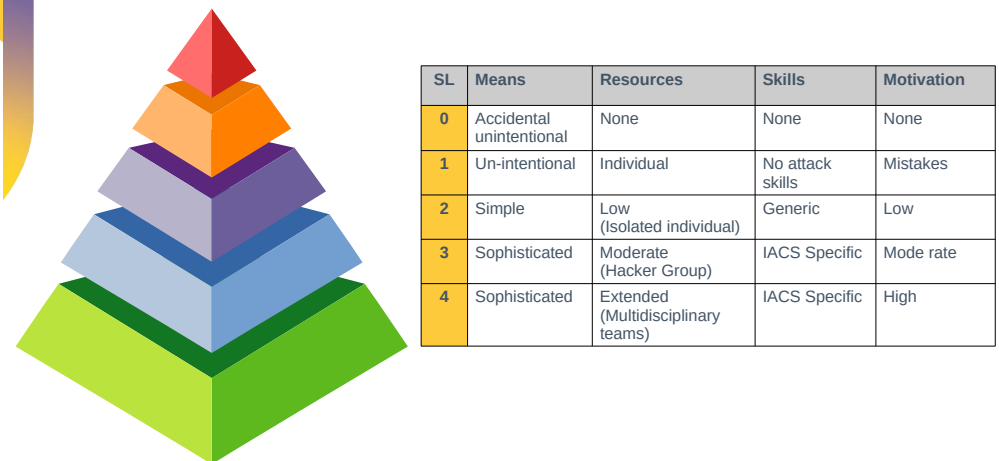 SL Means Resources Skills Motivation
0 Accidental unintentional None None None
1 Un-intentional Individual No attack skills Mistakes
2 Simple Low (Isolated individual) Generic Low
3 Sophisticated Moderate (Hacker Group) IACS Specific Mode rate
4 Sophisticated Extended (Multidisciplinary teams) IACS Specific High